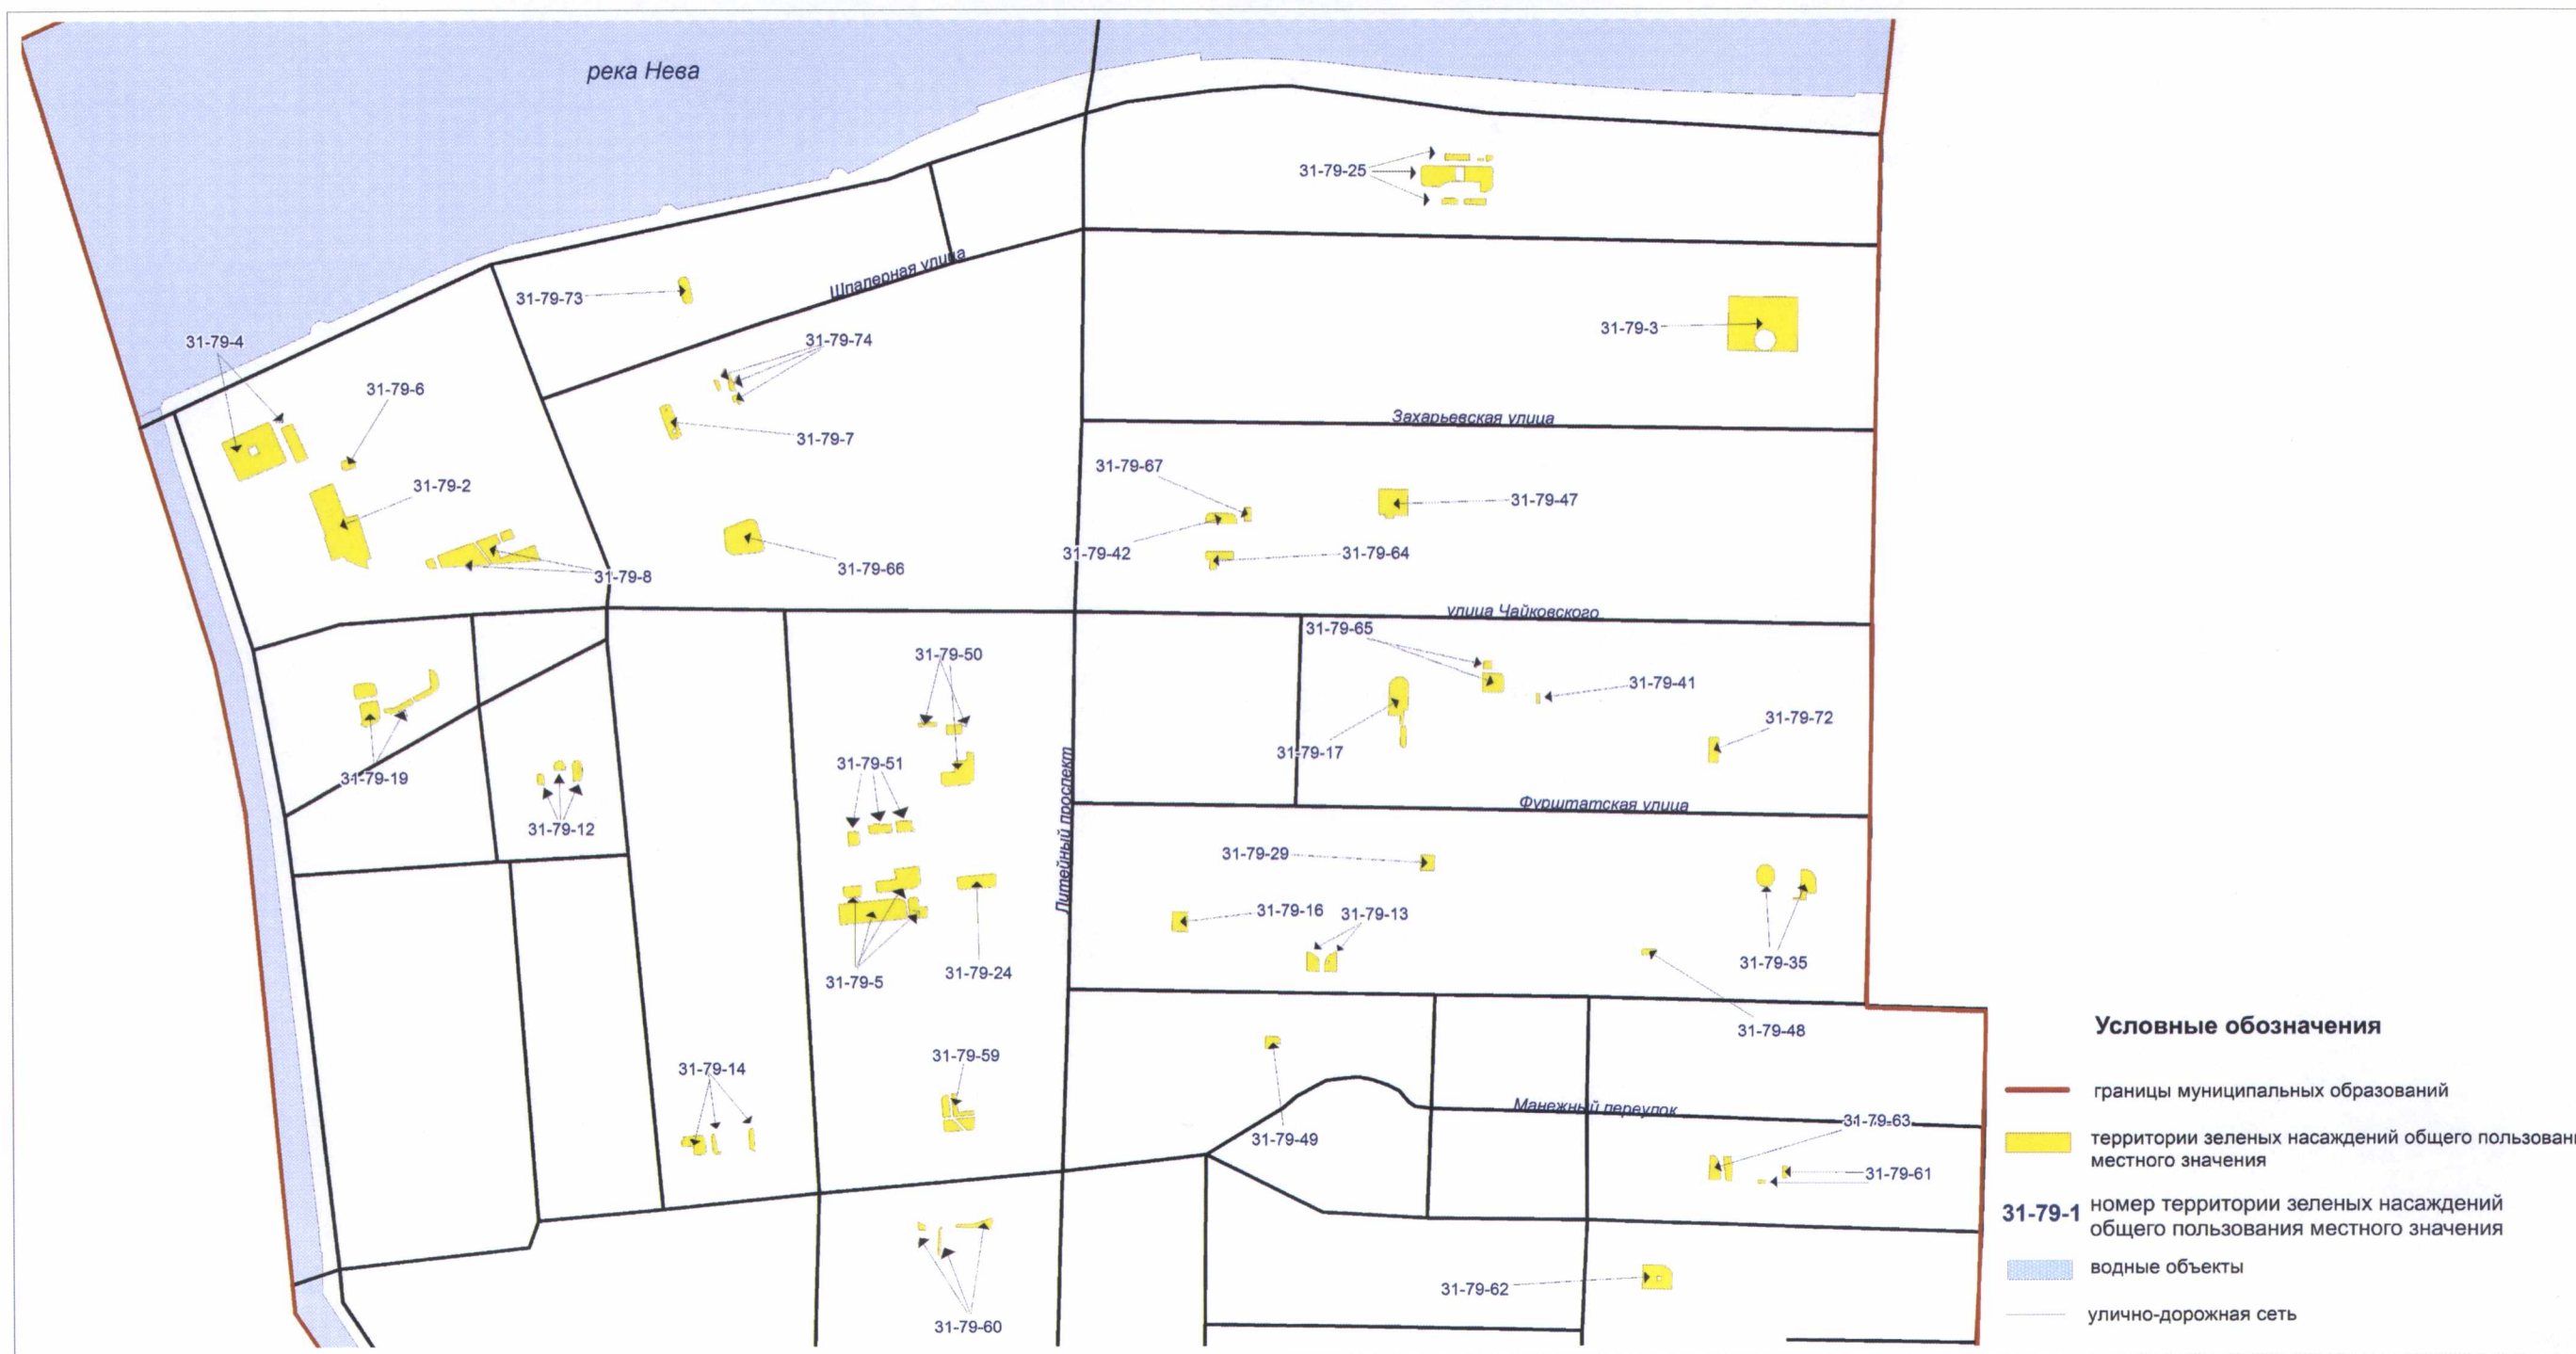 река Нева
31-79-25
Шпалерная улица
31-79-73
31-79-3
31-79-4
31-79-74
31-79-6
Захарьевская улица
31-79-7
31-79-67
31-79-2
31-79-47
31-79-42
31-79-64
31-79-66
31-79-8
улица Чайковского
31-79-65
31-79-50
31-79-41
31-79-72
31-79-17
31-79-51
31-79-19
Фурштатская улица
31-79-12
Литейный проспект
31-79-29
31-79-16
31-79-13
31-79-35
31-79-24
31-79-5
31-79-48
31-79-59
31-79-14
Манежный переулок
31-79-63
31-79-49
31-79-61
31-79-62
31-79-60
Условные обозначения
границы муниципальных образований
территории зеленых насаждений общего пользовани
местного значения
31-79-1 номер территории зеленых насаждений
общего пользования местного значения
водные объекты
улично-дорожная сеть